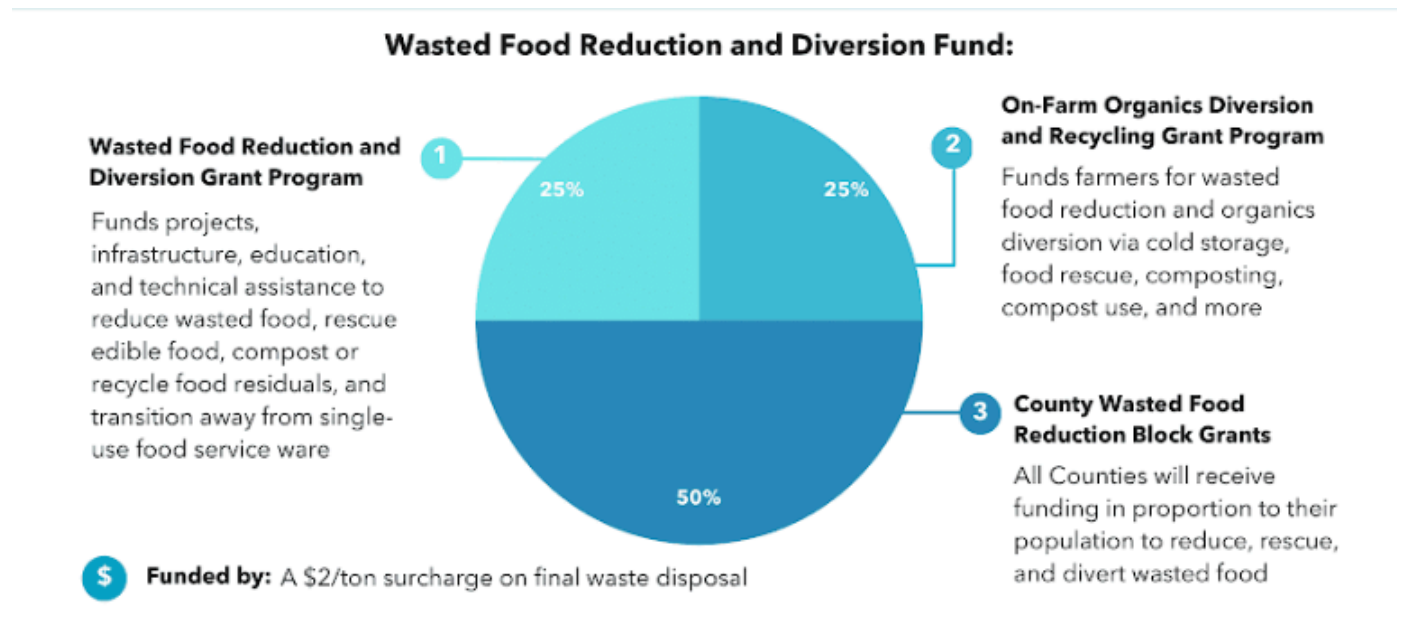 Wasted Food Reduction and Diversion Fund:
Wasted Food Reduction and
Diversion Grant Program
Funds projects,
infrastructure, education,
and technical assistance to
reduce wasted food, rescue
edible food, compost or
recycle food residuals, and
transition away from single-
use food service ware
1
25%
25%
2
On-Farm Organics Diversion
and Recycling Grant Program
Funds farmers for wasted
food reduction and organics
diversion via cold storage,
food rescue, composting,
compost use, and more
50%
3
County Wasted Food
Reduction Block Grants
All Counties will receive
funding in proportion to their
population to reduce, rescue,
and divert wasted food
$
Funded by: A $2/ton surcharge on final waste disposal